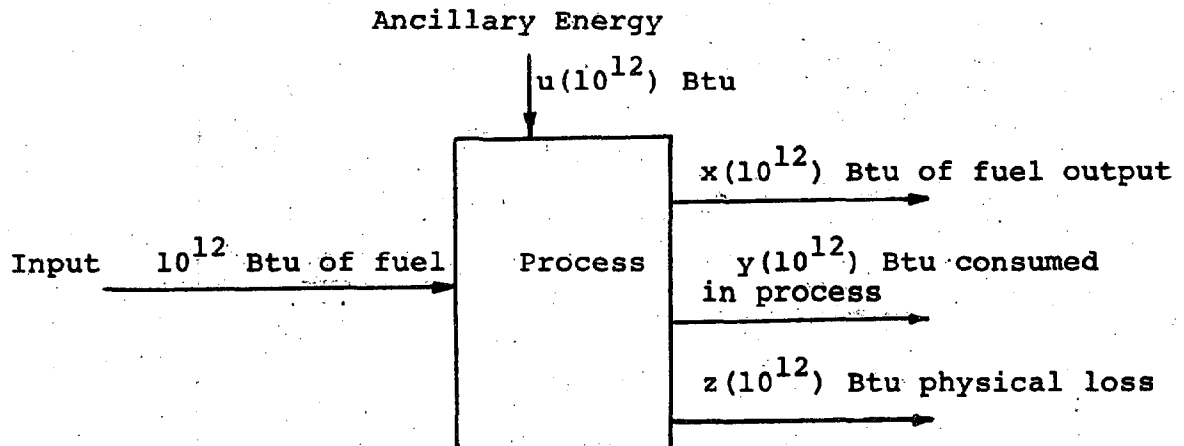 Ancillary Energy
u(10^12) Btu
x(10^12) Btu of fuel output
Input 10^12 Btu of fuel
Process
y(10^12) Btu consumed
in process
z(10^12) Btu physical loss